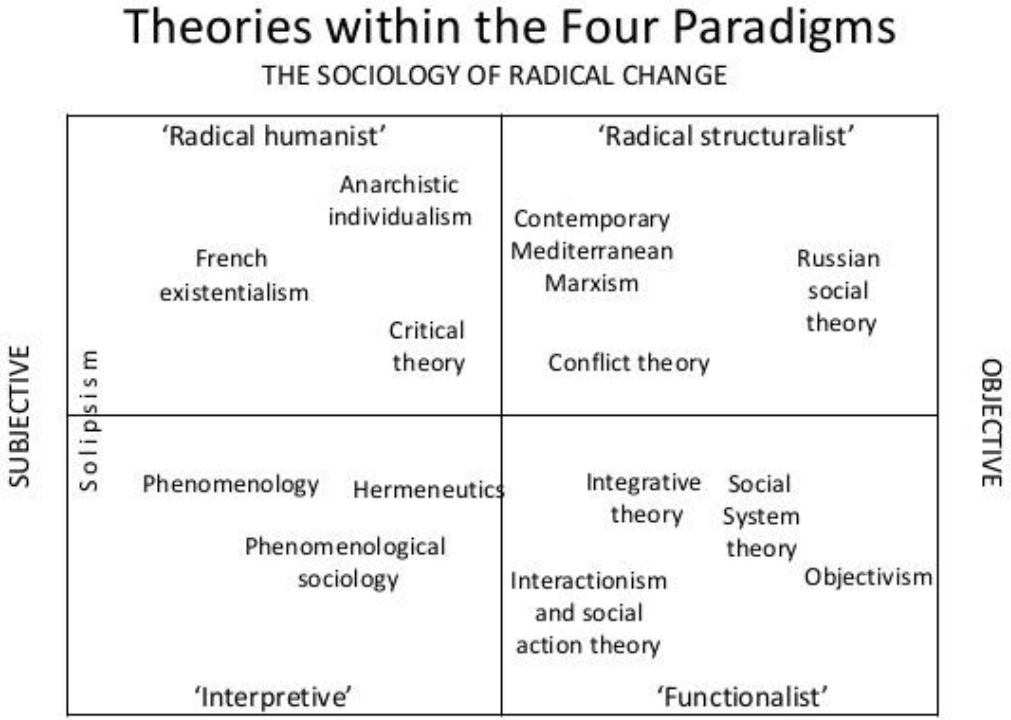 Theories within the Four Paradigms
THE SOCIOLOGY OF RADICAL CHANGE
‘Radical humanist’
Anarchistic
individualism
French
existentialism
Critical
theory
‘Radical structuralist’
Contemporary
Mediterranean
Marxism
Russian
social
theory
Conflict theory
SUBJECTIVE
Solipsism
OBJECTIVE
Phenomenology
Hermeneutics
Phenomenological
sociology
‘Interpretive’
Integrative
theory
Social
System
theory
Objectivism
Interactionism
and social
action theory
‘Functionalist’